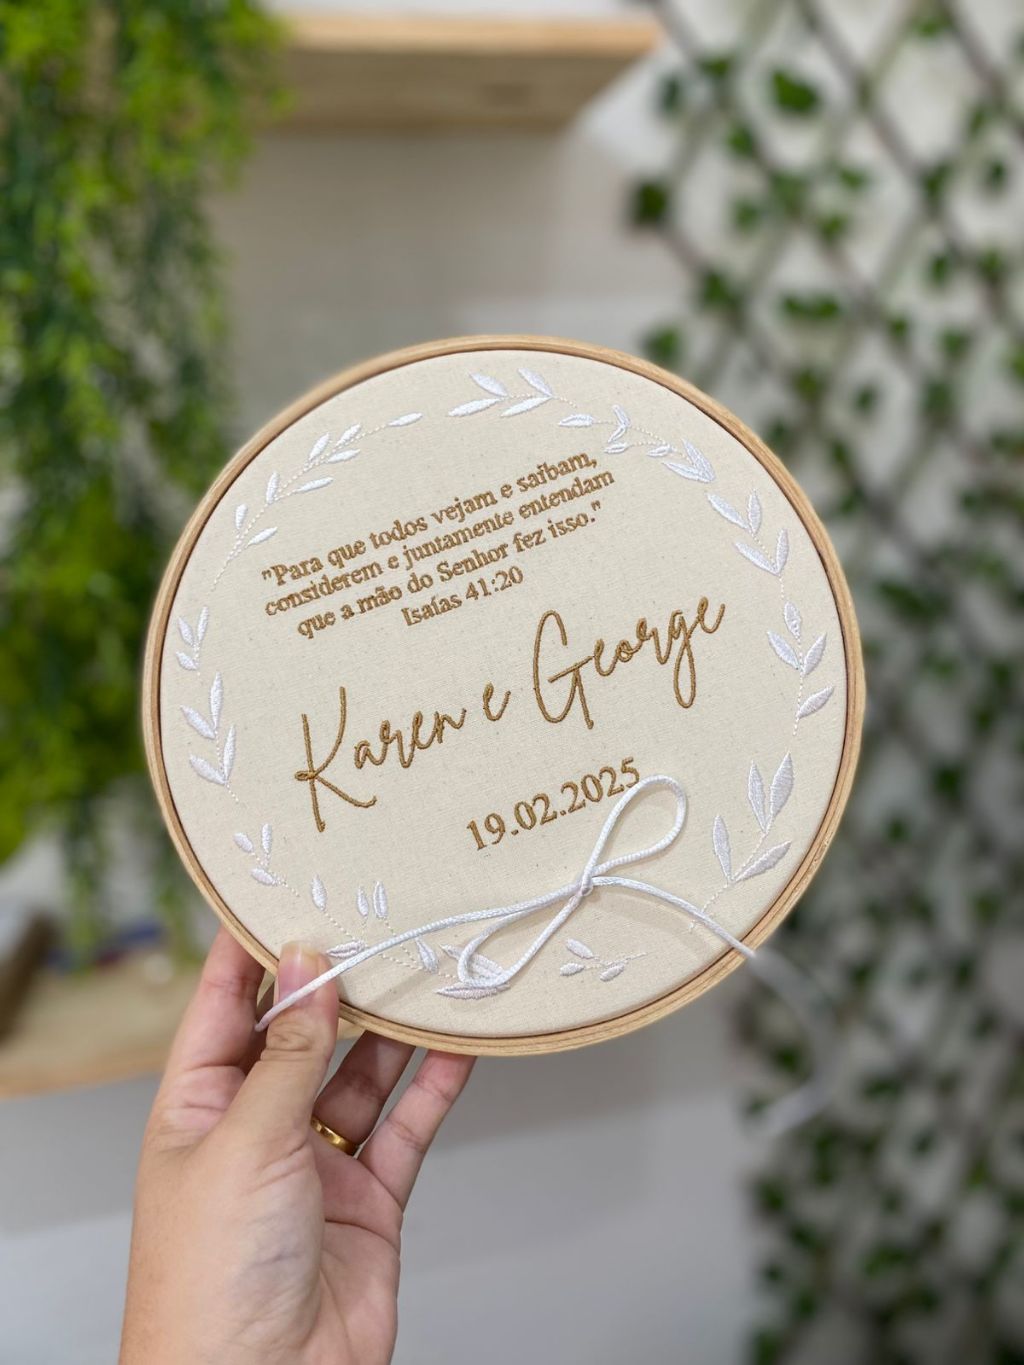 "Para que todos vejam e saibam,
considerem e juntamente entendam
que a mão do Senhor fez isso."
Isaías 41:20
Karen e George
19.02.2025